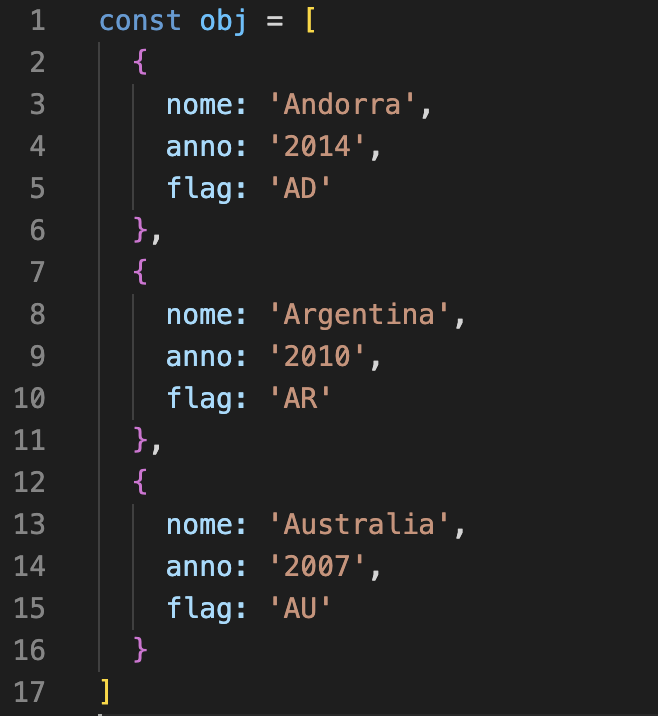 1 const obj = [
2 {
3 nome: 'Andorra',
4 anno: '2014',
5 flag: 'AD'
6 },
7 {
8 nome: 'Argentina',
9 anno: '2010',
10 flag: 'AR'
11 },
12 {
13 nome: 'Australia',
14 anno: '2007',
15 flag: 'AU'
16 }
17 ]